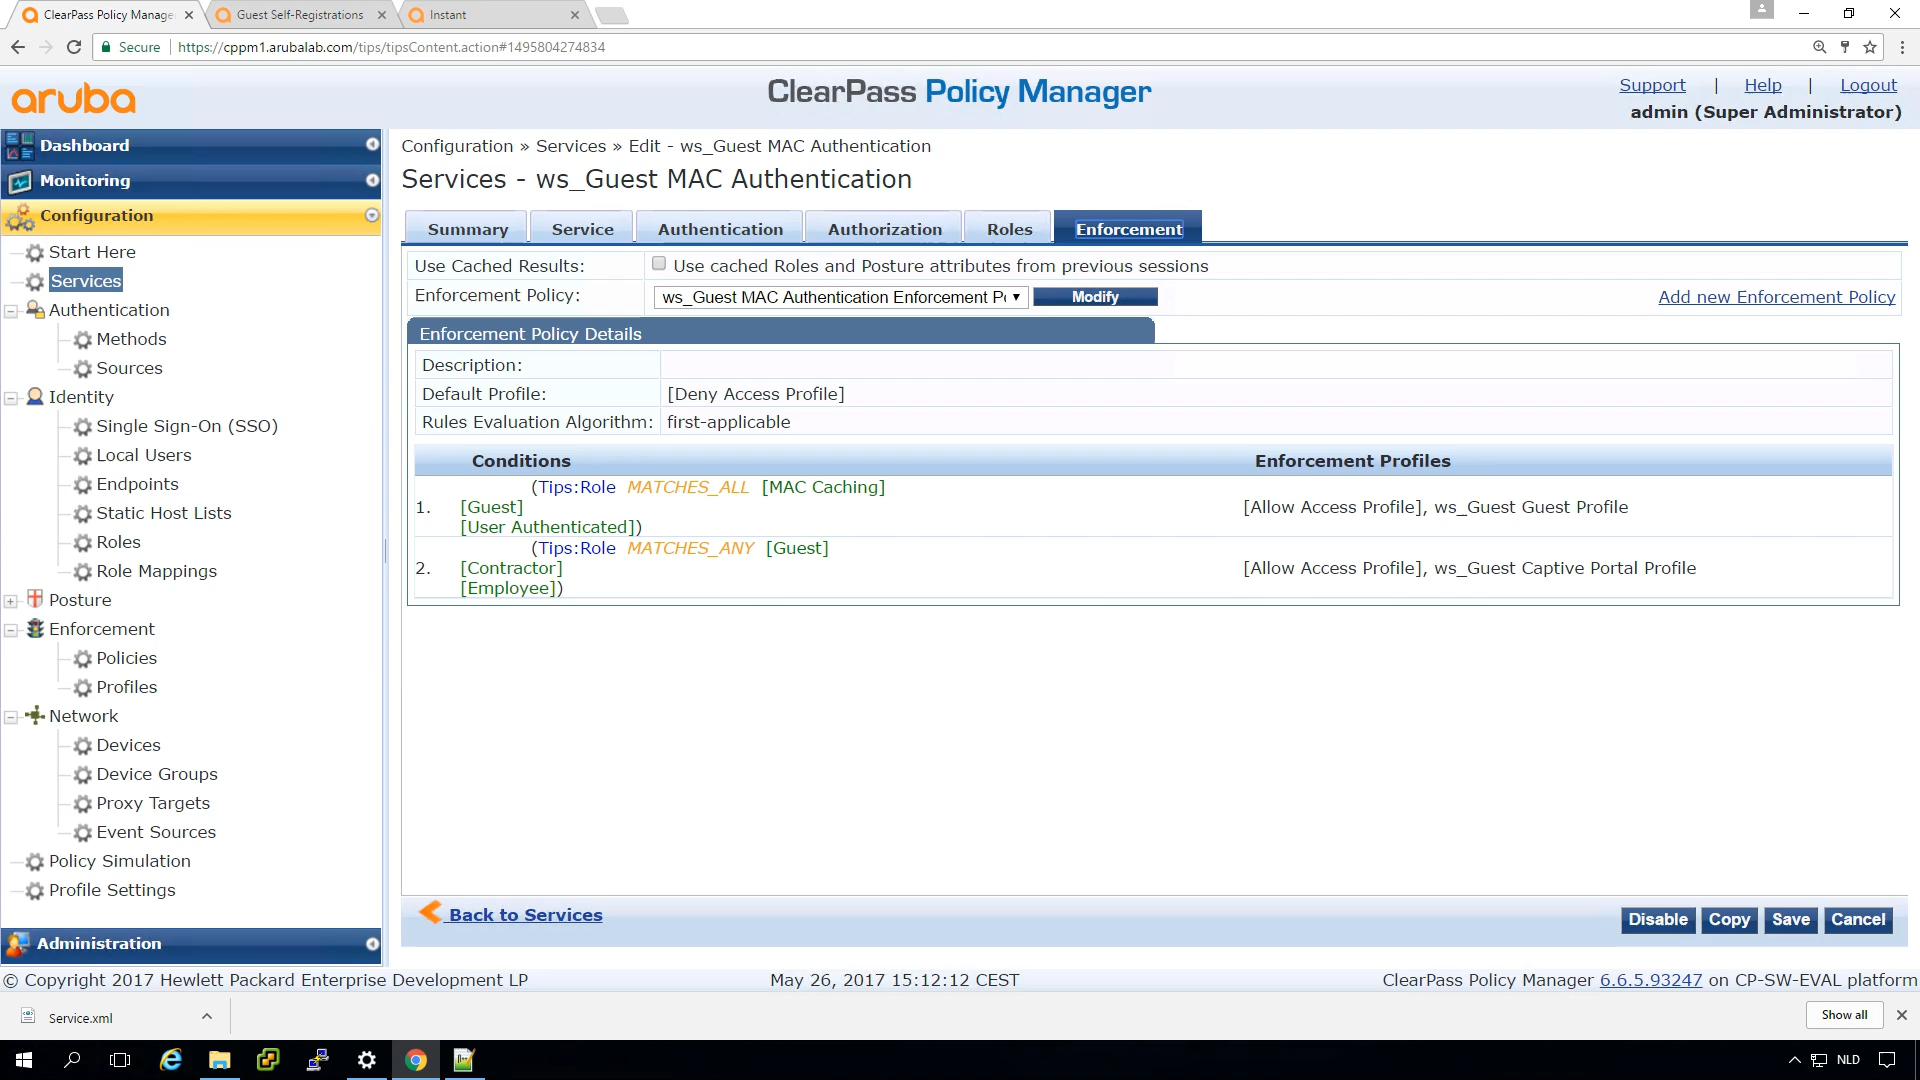 ClearPass Policy Manage
Guest Self-Registrations
Instant
Secure
https://cppm1.arubalab.com/tips/tipsContent.action#1495804274834
aruba
ClearPass Policy Manager
Support | Help | Logout
admin (Super Administrator)
Dashboard
Monitoring
Configuration
Start Here
Services
Authentication
Methods
Sources
Identity
Single Sign-On (SSO)
Local Users
Endpoints
Static Host Lists
Roles
Role Mappings
Posture
Enforcement
Policies
Profiles
Network
Devices
Device Groups
Proxy Targets
Event Sources
Policy Simulation
Profile Settings
Administration
Configuration » Services » Edit - ws_Guest MAC Authentication
Services - ws_Guest MAC Authentication
Summary Service Authentication Authorization Roles Enforcement
Use Cached Results: Use cached Roles and Posture attributes from previous sessions
Enforcement Policy: ws_Guest MAC Authentication Enforcement P( Modify Add new Enforcement Policy
Enforcement Policy Details
Description:
Default Profile: [Deny Access Profile]
Rules Evaluation Algorithm: first-applicable
Conditions Enforcement Profiles
(Tips:Role MATCHES_ALL [MAC Caching]
1. [Guest] [Allow Access Profile], ws_Guest Guest Profile
[User Authenticated])
(Tips:Role MATCHES_ANY [Guest]
2. [Contractor] [Allow Access Profile], ws_Guest Captive Portal Profile
[Employee])
Back to Services
Disable Copy Save Cancel
© Copyright 2017 Hewlett Packard Enterprise Development LP
May 26, 2017 15:12:12 CEST
ClearPass Policy Manager 6.6.5.93247 on CP-SW-EVAL platform
Service.xml
Show all
NLD